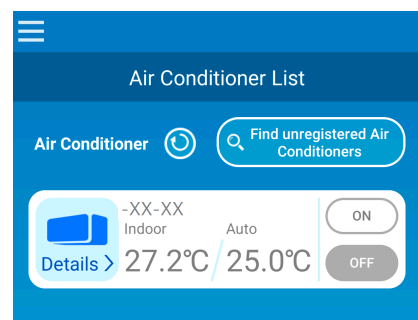 Air Conditioner List
Air Conditioner
Find unregistered Air
Conditioners
-XX-XX
Indoor
Auto
27.2℃
25.0℃
Details >
ON
OFF